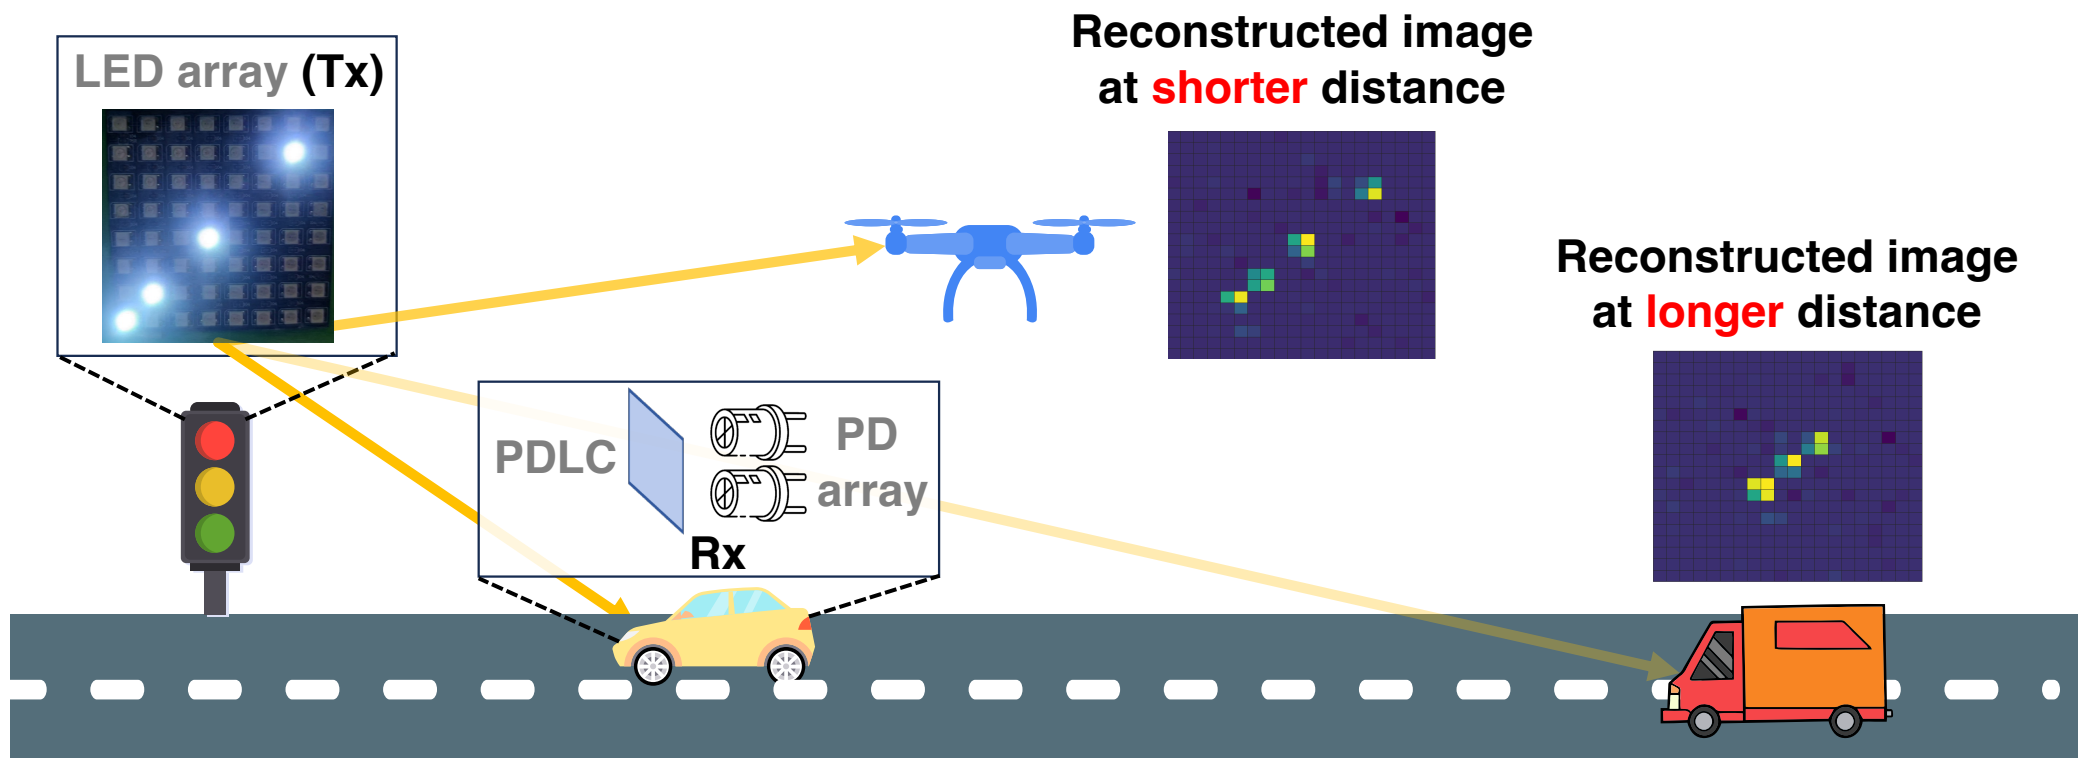 LED array (Tx)
Reconstructed image
at shorter distance
Reconstructed image
at longer distance
PDLC
PD
array
Rx